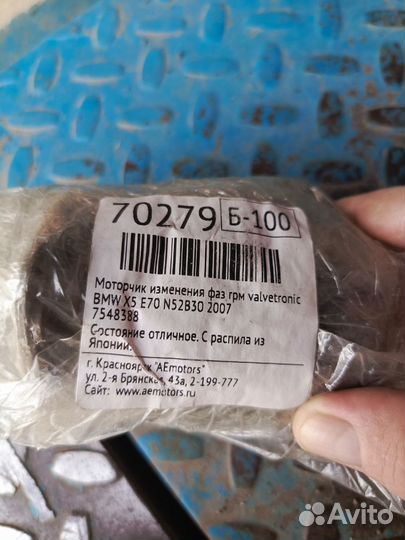 70279 Б-100
Моторчик изменения фаз грм valvetronic
BMW X5 E70 N52B30 2007
7548388
Состояние отличное. С распила из
Японии.
г. Красноярск "AEmotors"
ул. 2-я Брянская, 43а, 2-199-777
Сайт: www.aemotors.ru
Avito